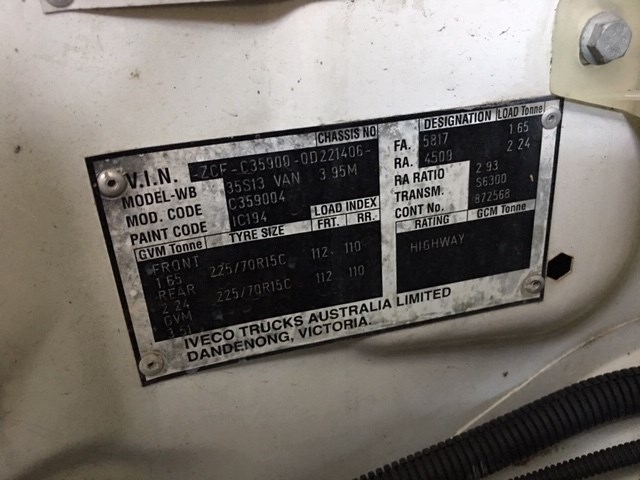 CHASSIS NO
V.I.N. -ZCF-C35900-0D221406-
MODEL-WB 35S13 VAN 3.95M
MOD. CODE C359004
PAINT CODE IC194
GVM Tonne TYRE SIZE LOAD INDEX
FRT. RR.
FRONT
1.65 225/70R15C 112 110
REAR
2.24 225/70R15C 112 110
GVM
3.5T
DESIGNATION LOAD Tonne
FA. 5817 1.65
RA. 4509 2.24
RA RATIO 2.93
TRANSM. S6300
CONT No. 872568
RATING GCM Tonne
HIGHWAY
IVECO TRUCKS AUSTRALIA LIMITED
DANDENONG, VICTORIA.